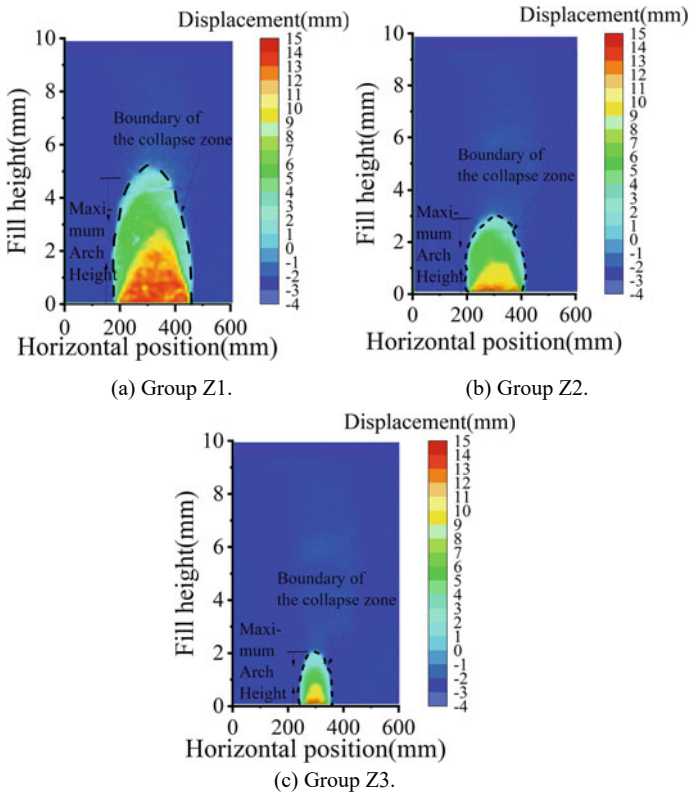 Displacement(mm)
10
8
6
4
2
0
Fill height(mm)
Boundary of
the collapse zone
Maxi-
mum
Arch
Height
0 200 400 600
Horizontal position(mm)
15
14
13
12
11
10
9
8
7
6
5
4
3
2
1
0
-1
-2
-3
-4
(a) Group Z1.
Displacement(mm)
10
8
6
4
2
0
Fill height(mm)
Boundary of
the collapse zone
Maxi-
mum
Arch
Height
0 200 400 600
Horizontal position(mm)
15
14
13
12
11
10
9
8
7
6
5
4
3
2
1
0
-1
-2
-3
-4
(b) Group Z2.
Displacement(mm)
10
8
6
4
2
0
Fill height(mm)
Boundary of
the collapse zone
Maxi-
mum
Arch
Height
0 200 400 600
Horizontal position(mm)
15
14
13
12
11
10
9
8
7
6
5
4
3
2
1
0
-1
-2
-3
-4
(c) Group Z3.